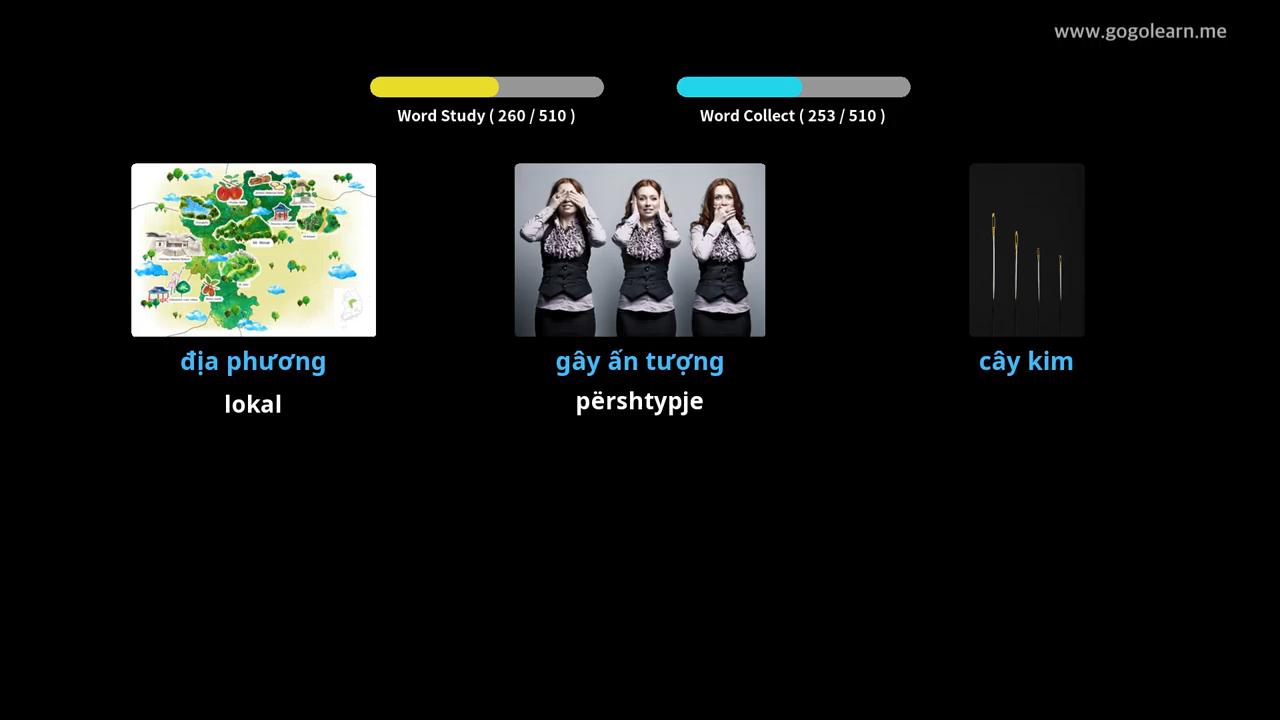 www.gogolearn.me
Word Study ( 260 / 510 )
Word Collect ( 253 / 510 )
địa phương
gây ấn tượng
cây kim
lokal
përshtypje